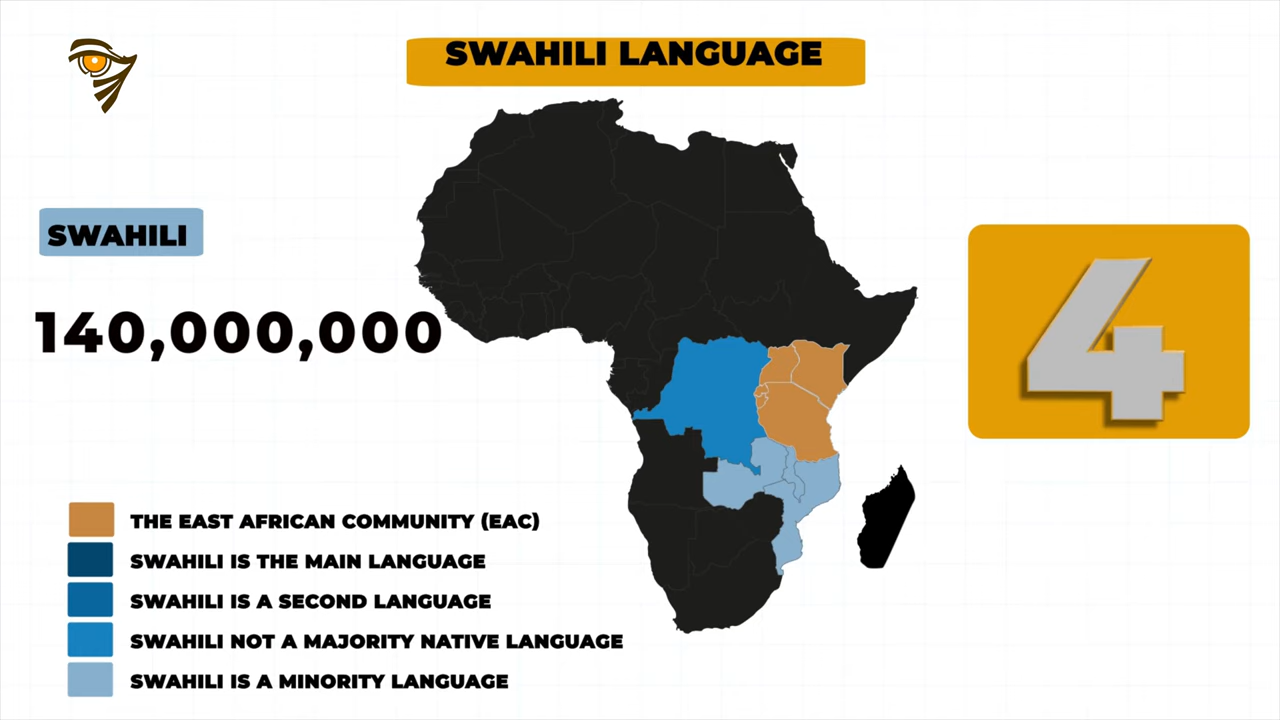 SWAHILI LANGUAGE
SWAHILI
140,000,000
4
THE EAST AFRICAN COMMUNITY (EAC)
SWAHILI IS THE MAIN LANGUAGE
SWAHILI IS A SECOND LANGUAGE
SWAHILI NOT A MAJORITY NATIVE LANGUAGE
SWAHILI IS A MINORITY LANGUAGE